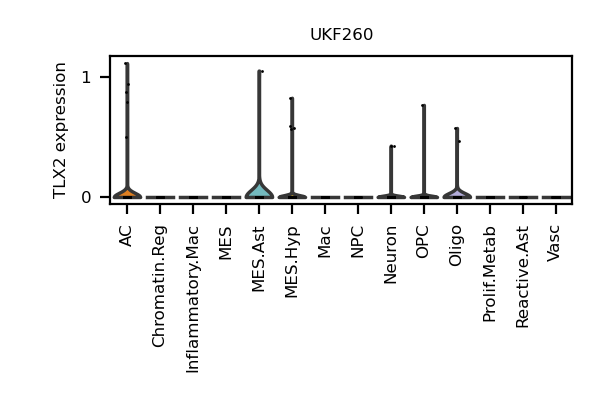 UKF260
TLX2 expression
1
0
AC
Chromatin.Reg
Inflammatory.Mac
MES
MES.Ast
MES.Hyp
Mac
NPC
Neuron
OPC
Oligo
Prolif.Metab
Reactive.Ast
Vasc